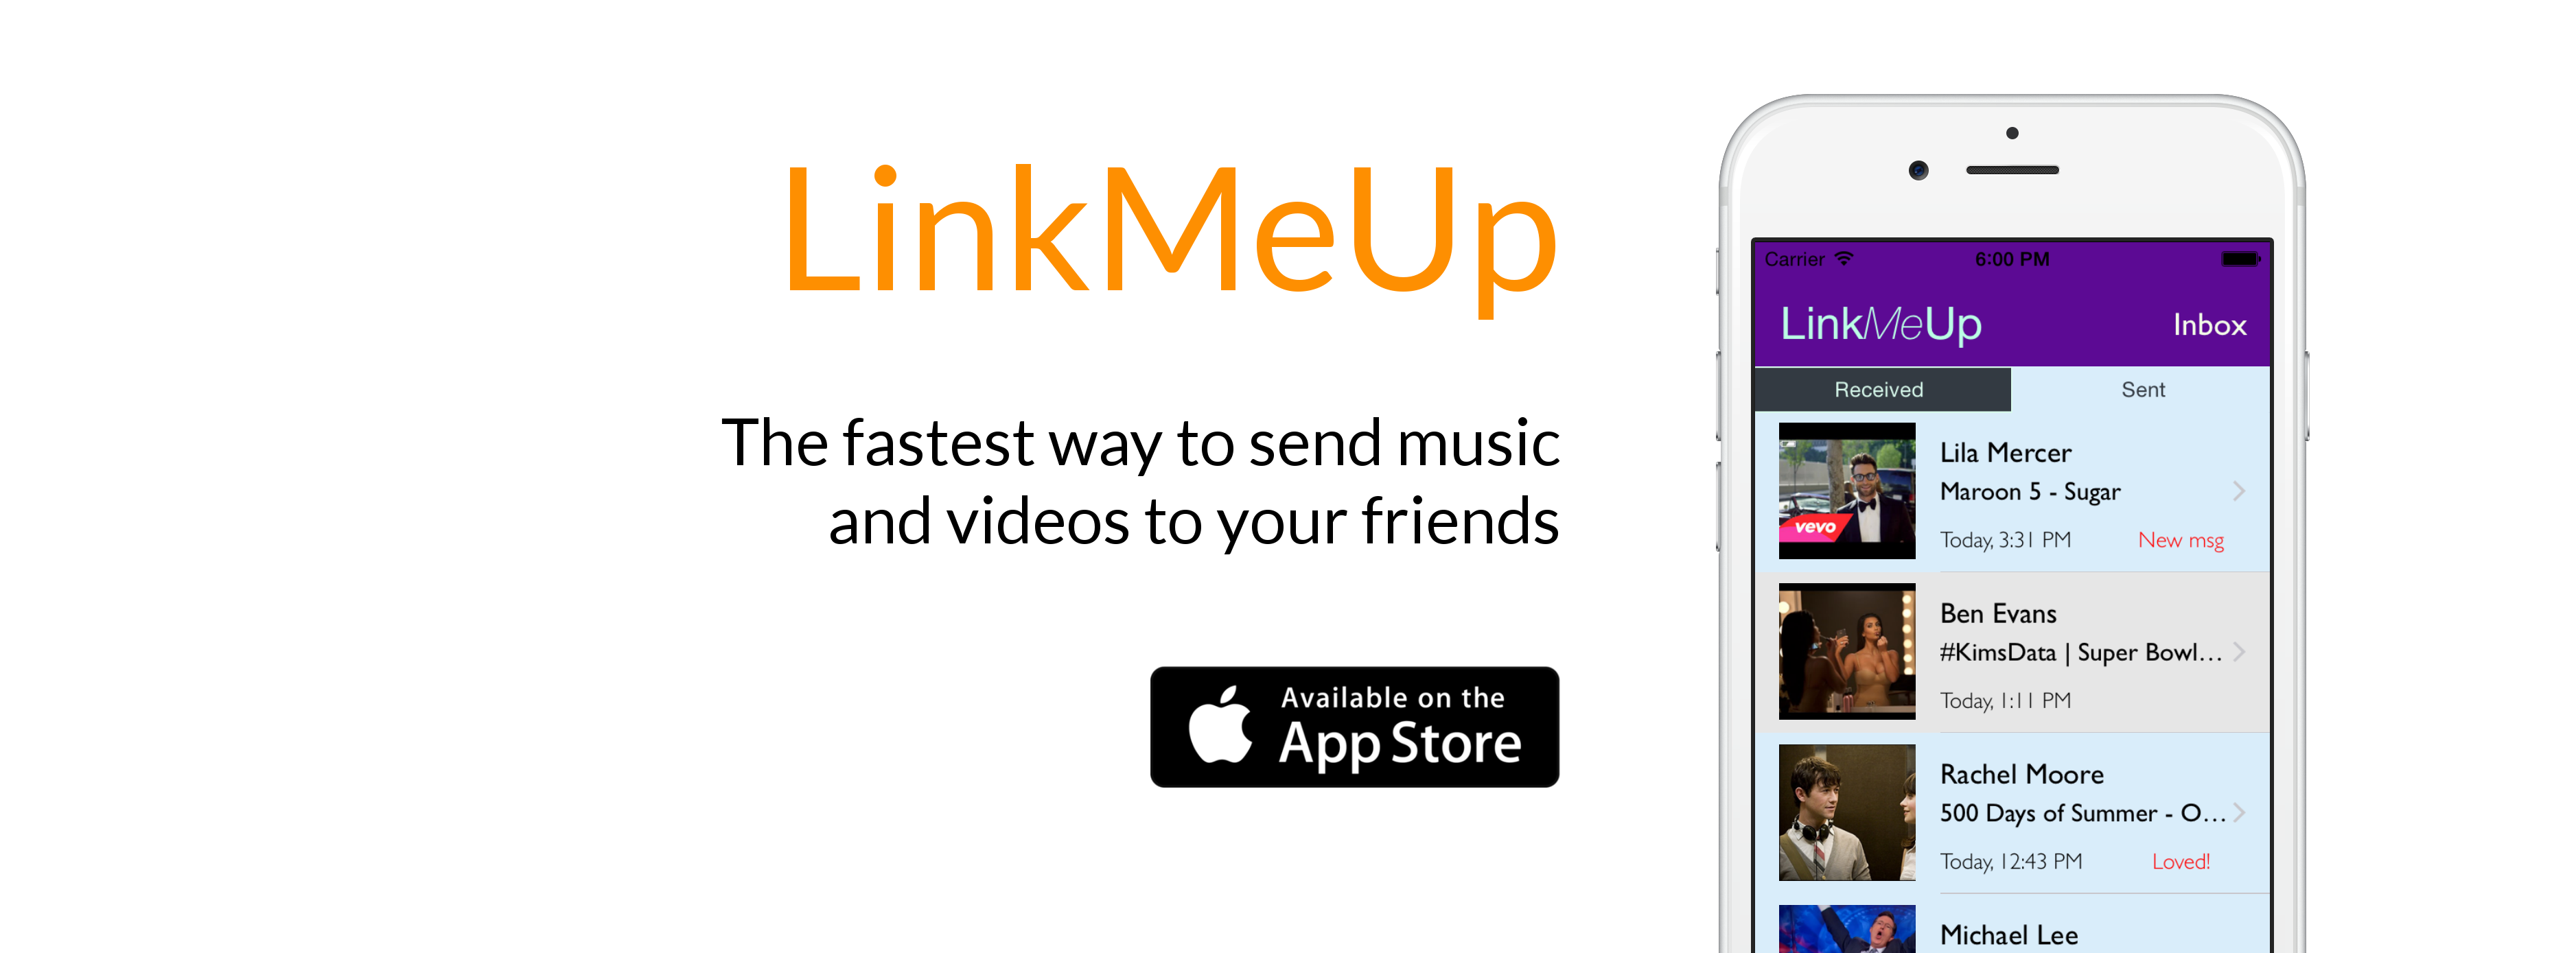 LinkMeUp
The fastest way to send music
and videos to your friends
Available on the
App Store
Carrier 6:00 PM
LinkMeUp Inbox
Received Sent
Lila Mercer
Maroon 5 - Sugar
vevo
Today, 3:31 PM New msg
Ben Evans
#KimsData | Super Bowl...
Today, 1:11 PM
Rachel Moore
500 Days of Summer - O...
Today, 12:43 PM Loved!
Michael Lee